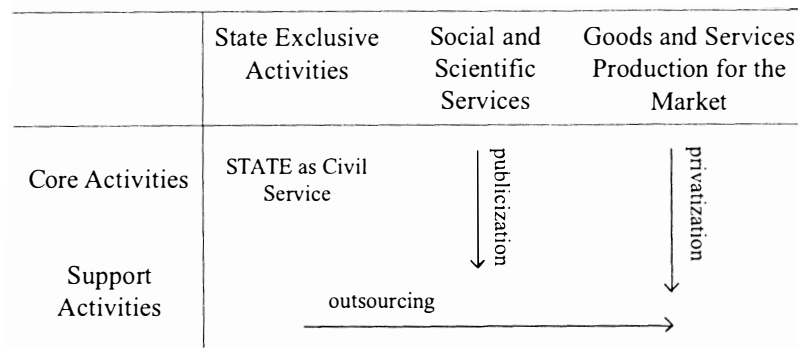 State Exclusive
Activities
Social and
Scientific
Services
Goods and Services
Production for the
Market
Core Activities
STATE as Civil
Service
publicization
privatization
Support
Activities
outsourcing